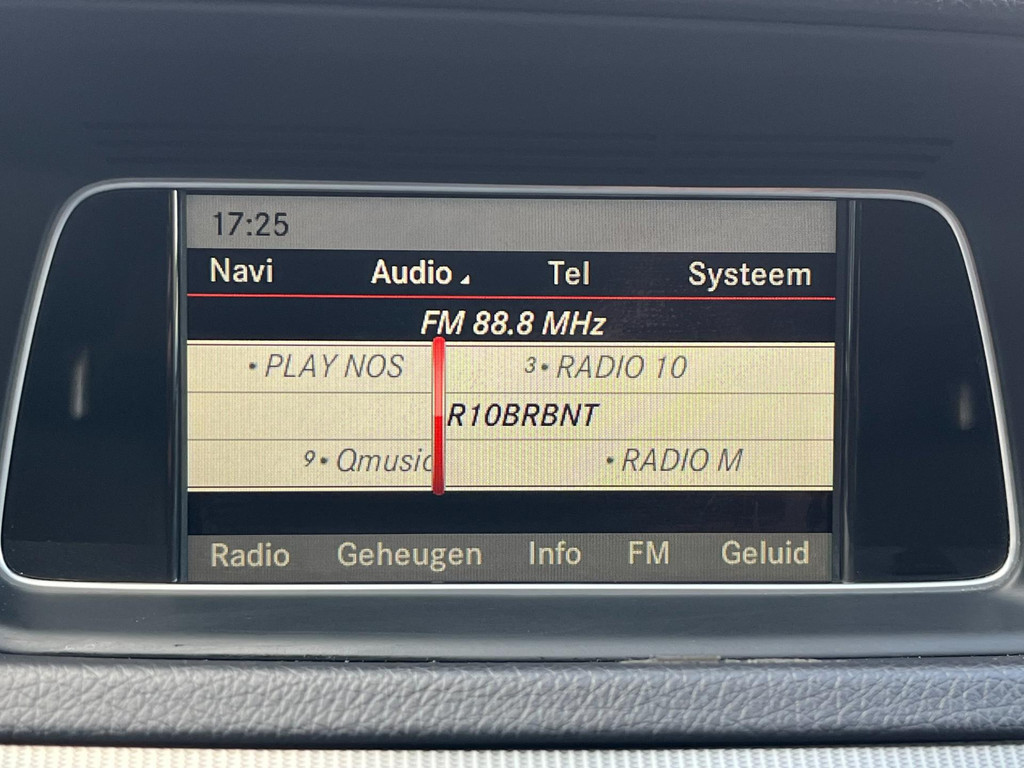 17:25
Navi Audio Tel Systeem
FM 88.8 MHz
• PLAY NOS 3• RADIO 10
R10BRBNT
9• Qmusic • RADIO M
Radio Geheugen Info FM Geluid